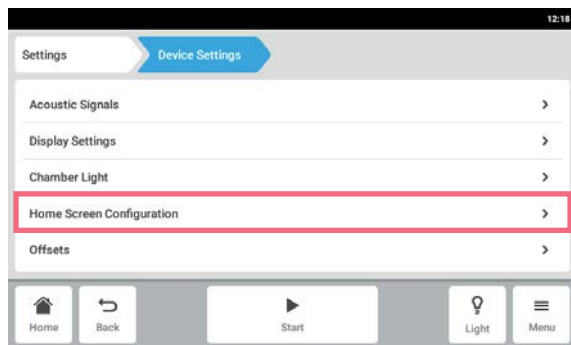 12:18
Settings Device Settings
Acoustic Signals
Display Settings
Chamber Light
Home Screen Configuration
Offsets
Home Back Start Light Menu